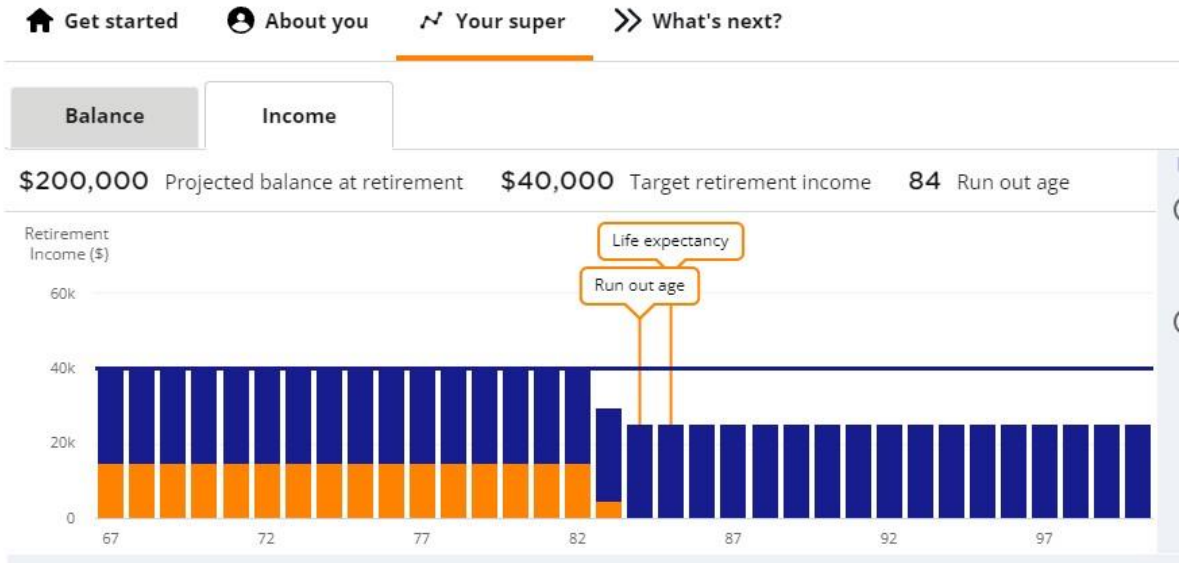 Get started About you Your super What's next?
Balance Income
$200,000 Projected balance at retirement $40,000 Target retirement income 84 Run out age
Retirement
Income ($)
Life expectancy
Run out age
60k
40k
20k
0
67 72 77 82 87 92 97